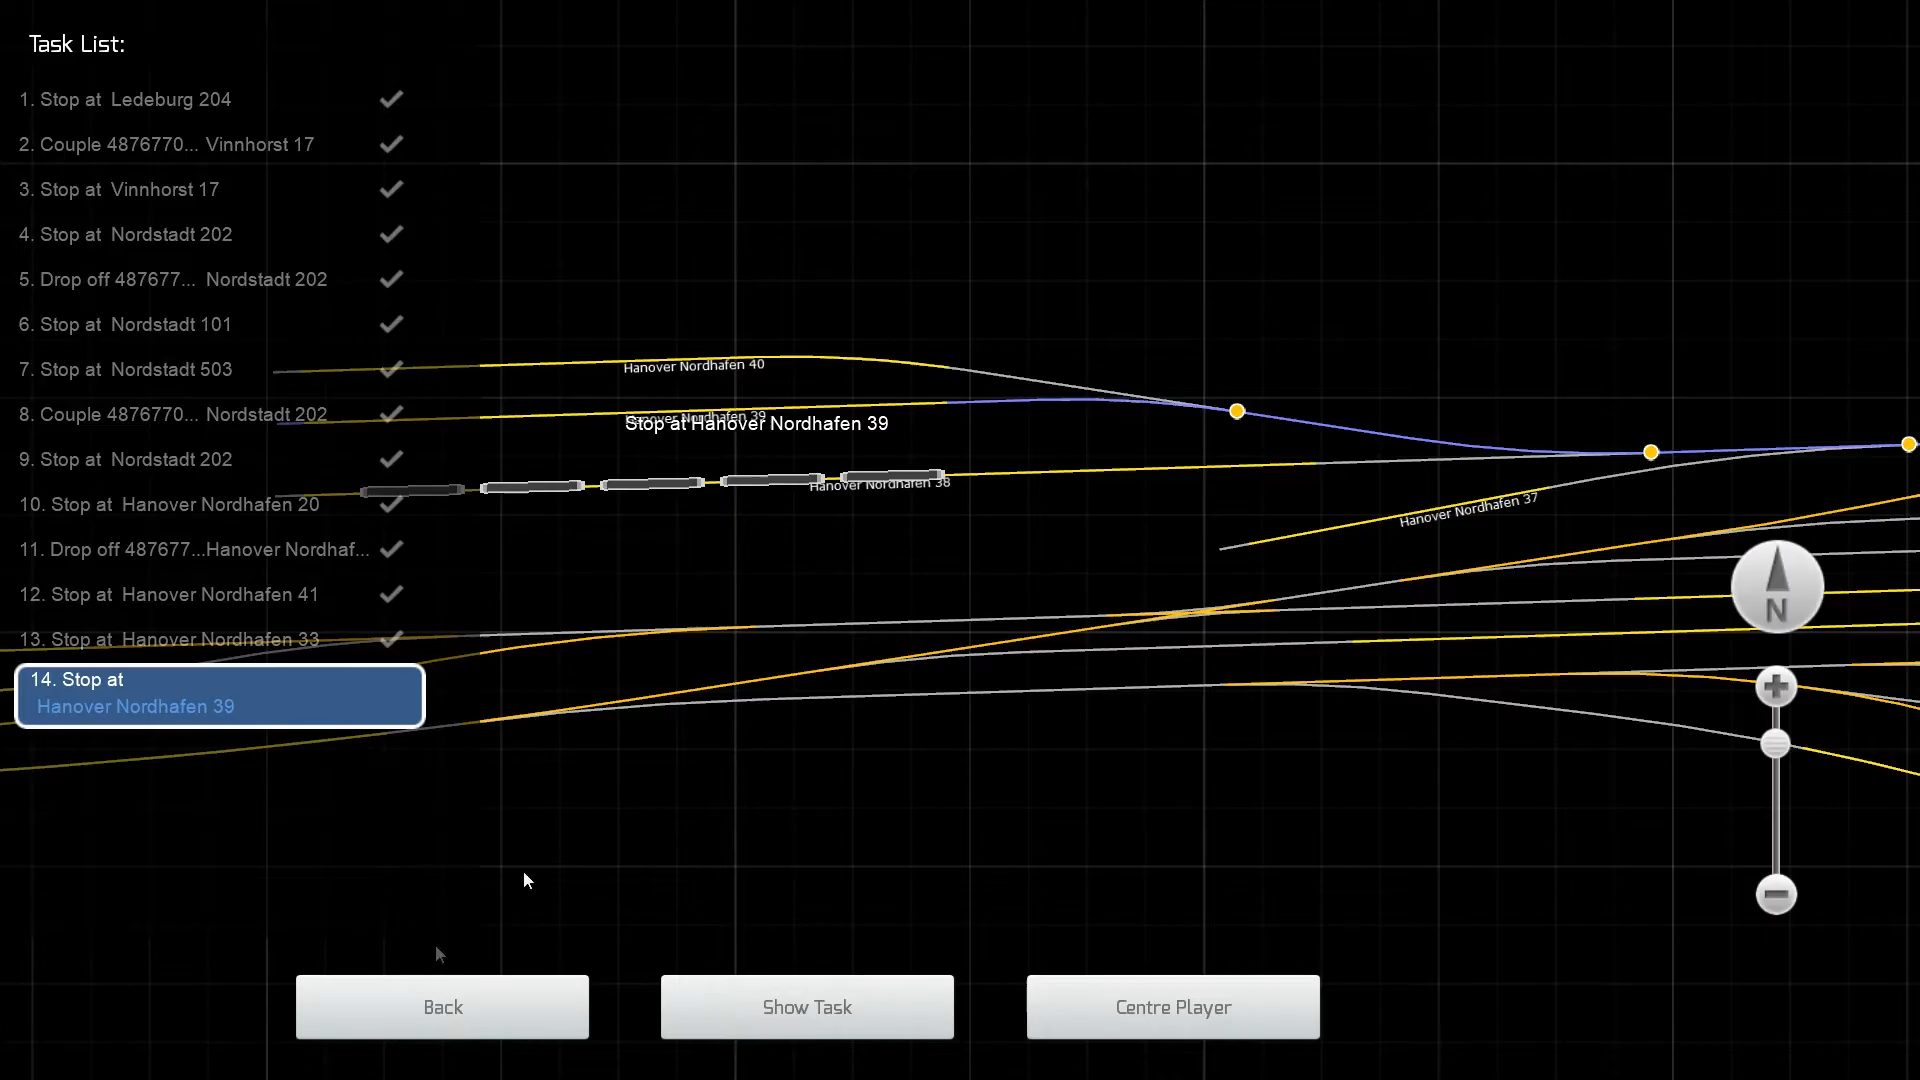 Task List:
1. Stop at Ledeburg 204
2. Couple 4876770... Vinnhorst 17
3. Stop at Vinnhorst 17
4. Stop at Nordstadt 202
5. Drop off 487677... Nordstadt 202
6. Stop at Nordstadt 101
7. Stop at Nordstadt 503
8. Couple 4876770... Nordstadt 202
9. Stop at Nordstadt 202
10. Stop at Hanover Nordhafen 20
11. Drop off 487677...Hanover Nordhaf...
12. Stop at Hanover Nordhafen 41
13. Stop at Hanover Nordhafen 33
14. Stop at
Hanover Nordhafen 39
Hanover Nordhafen 40
Hanover Nordhafen 39
Stop at Hanover Nordhafen 39
Hanover Nordhafen 38
Hanover Nordhafen 37
N
Back
Show Task
Centre Player